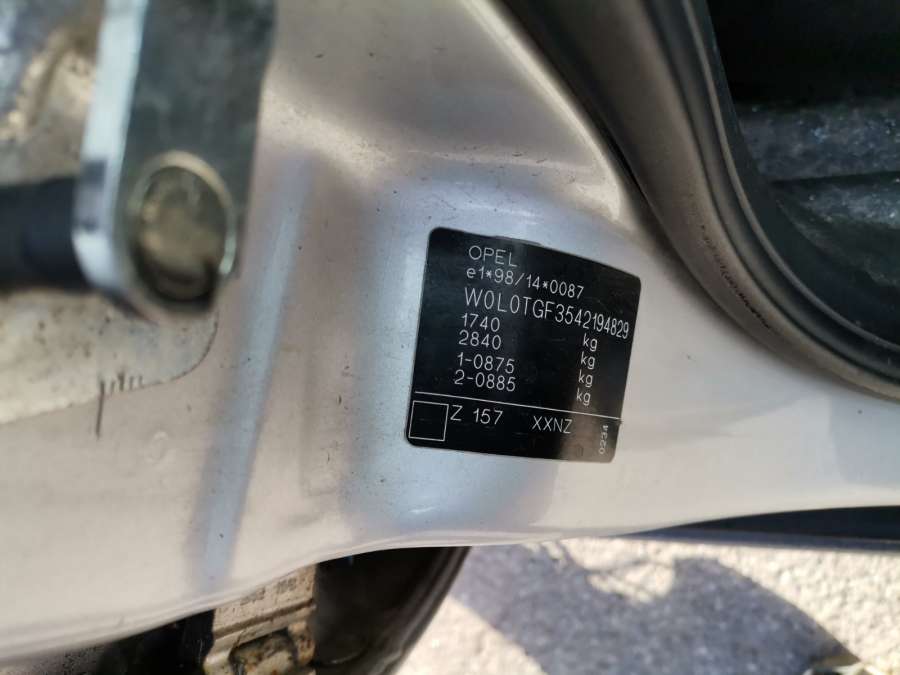 OPEL
e1*98/14*0087
W0L0TGF3542194829
1740 kg
2840 kg
1-0875 kg
2-0885 kg
Z 157 XXNZ
0234